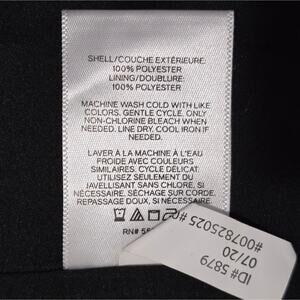 SHELL/COUCHE EXTÉRIEURE:
100% POLYESTER
LINING/DOUBLURE:
100% POLYESTER
MACHINE WASH COLD WITH LIKE
COLORS. GENTLE CYCLE. ONLY
NON-CHLORINE BLEACH WHEN
NEEDED. LINE DRY. COOL IRON IF
NEEDED.
LAVER À LA MACHINE À L'EAU
FROIDE AVEC COULEURS
SIMILAIRES. CYCLE DÉLICAT
UTILISEZ SEULEMENT DU
JAVELLISANT SANS CHLORE, SI
NÉCESSAIRE. SÉCHAGE SUR CORDE.
REPASSAGE DOUX, SI NÉCESSAIRE.
RN#
ID# 5879
07/20
#007825025 #